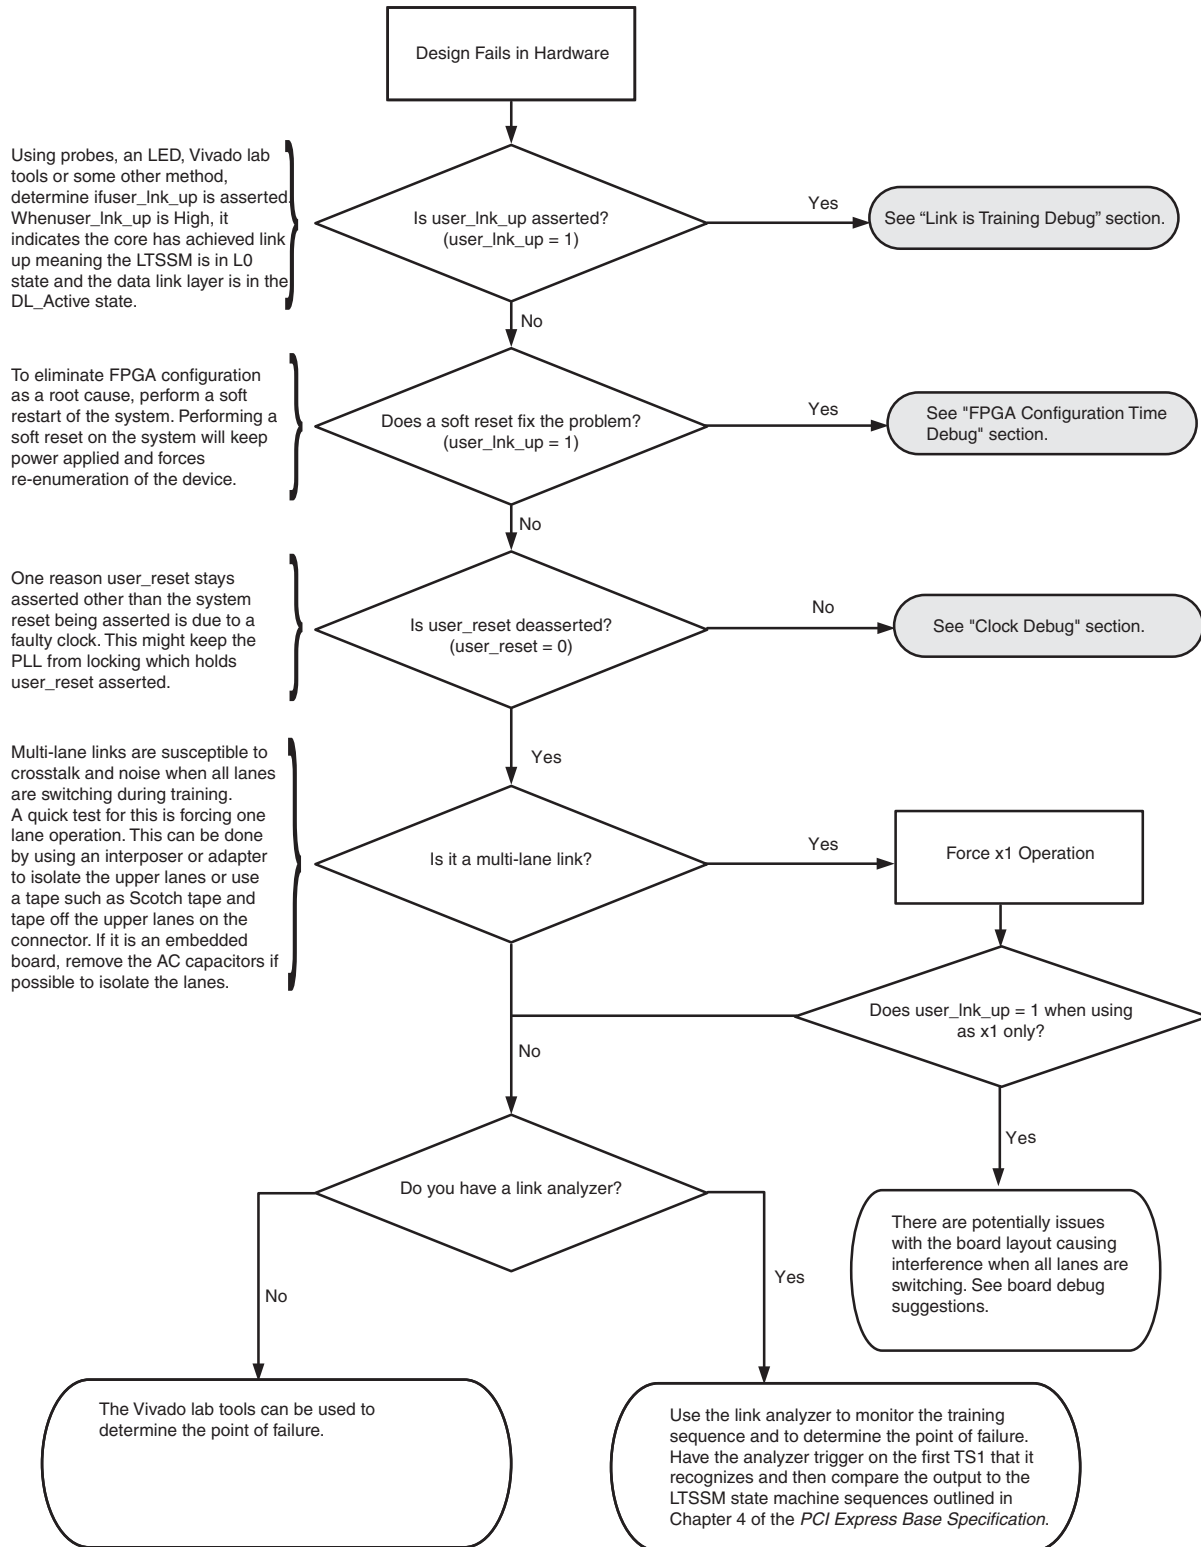 Design Fails in Hardware
Using probes, an LED, Vivado lab
tools or some other method,
determine ifuser_lnk_up is asserted.
Whenuser_lnk_up is High, it
indicates the core has achieved link
up meaning the LTSSM is in L0
state and the data link layer is in the
DL_Active state.
Is user_lnk_up asserted?
(user_lnk_up = 1)
Yes
See “Link is Training Debug” section.
No
To eliminate FPGA configuration
as a root cause, perform a soft
restart of the system. Performing a
soft reset on the system will keep
power applied and forces
re-enumeration of the device.
Does a soft reset fix the problem?
(user_lnk_up = 1)
Yes
See "FPGA Configuration Time
Debug" section.
No
One reason user_reset stays
asserted other than the system
reset being asserted is due to a
faulty clock. This might keep the
PLL from locking which holds
user_reset asserted.
Is user_reset deasserted?
(user_reset = 0)
No
See "Clock Debug" section.
Yes
Multi-lane links are susceptible to
crosstalk and noise when all lanes
are switching during training.
A quick test for this is forcing one
lane operation. This can be done
by using an interposer or adapter
to isolate the upper lanes or use
a tape such as Scotch tape and
tape off the upper lanes on the
connector. If it is an embedded
board, remove the AC capacitors if
possible to isolate the lanes.
Is it a multi-lane link?
Yes
Force x1 Operation
Does user_lnk_up = 1 when using
as x1 only?
No
Yes
Do you have a link analyzer?
There are potentially issues
with the board layout causing
interference when all lanes are
switching. See board debug
suggestions.
No
Yes
The Vivado lab tools can be used to
determine the point of failure.
Use the link analyzer to monitor the training
sequence and to determine the point of failure.
Have the analyzer trigger on the first TS1 that it
recognizes and then compare the output to the
LTSSM state machine sequences outlined in
Chapter 4 of the PCI Express Base Specification.